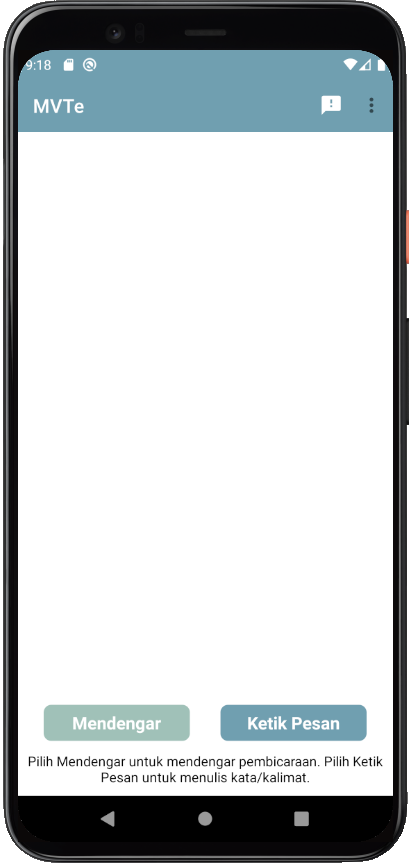 9:18
MVTe
Mendengar
Ketik Pesan
Pilih Mendengar untuk mendengar pembicaraan. Pilih Ketik
Pesan untuk menulis kata/kalimat.